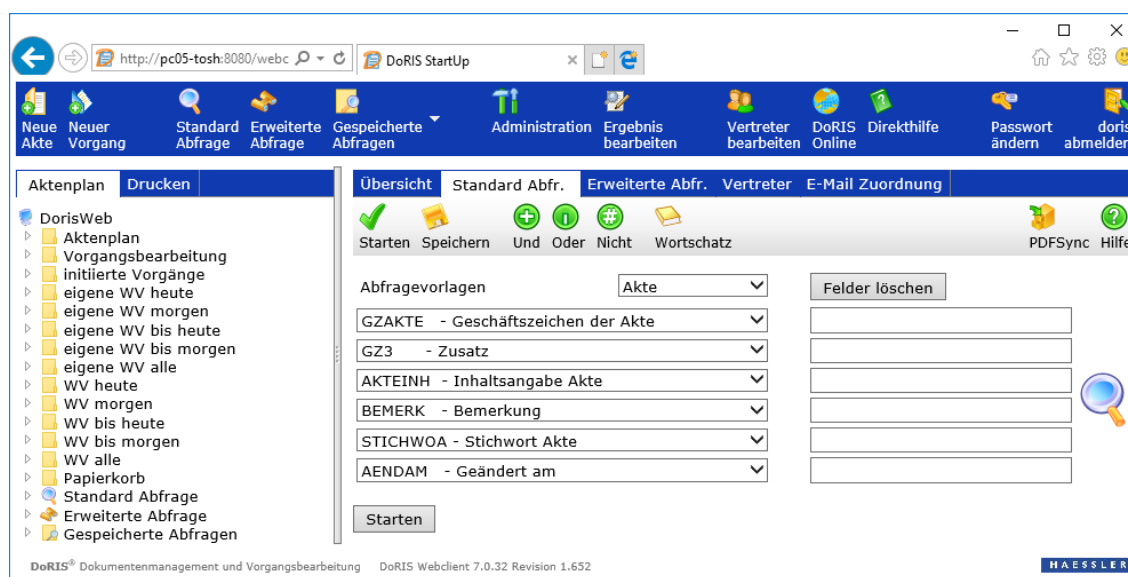 http://pc05-tosh:8080/webc
DoRIS StartUp
Neue Akte
Neuer Vorgang
Standard Abfrage
Erweiterte Abfrage
Gespeicherte Abfragen
Administration
Ergebnis bearbeiten
Vertreter bearbeiten
DoRIS Online
Direkthilfe
Passwort ändern
doris abmelden
Aktenplan Drucken
DorisWeb
Aktenplan
Vorgangsbearbeitung
initiierte Vorgänge
eigene WV heute
eigene WV morgen
eigene WV bis heute
eigene WV bis morgen
eigene WV alle
WV heute
WV morgen
WV bis heute
WV bis morgen
WV alle
Papierkorb
Standard Abfrage
Erweiterte Abfrage
Gespeicherte Abfragen
Übersicht Standard Abfr. Erweiterte Abfr. Vertreter E-Mail Zuordnung
Starten Speichern Und Oder Nicht Wortschatz PDFSync Hilfe
Abfragevorlagen Akte Felder löschen
GZAKTE - Geschäftszeichen der Akte
GZ3 - Zusatz
AKTEINH - Inhaltsangabe Akte
BEMERK - Bemerkung
STICHWOA - Stichwort Akte
AENDAM - Geändert am
Starten
DoRIS® Dokumentenmanagement und Vorgangsbearbeitung DoRIS Webclient 7.0.32 Revision 1.652
HAESSLER